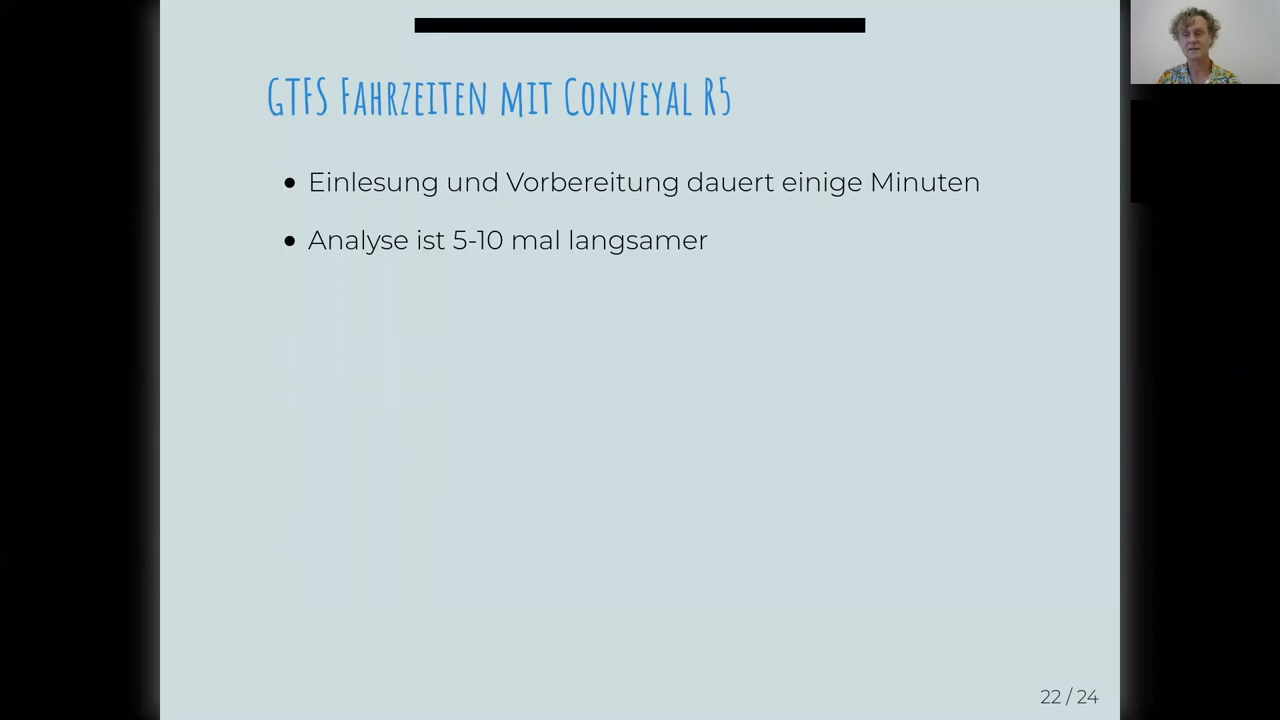 GTFS Fahrzeiten mit Conveyal R5
Einlesung und Vorbereitung dauert einige Minuten
Analyse ist 5-10 mal langsamer
22 / 24